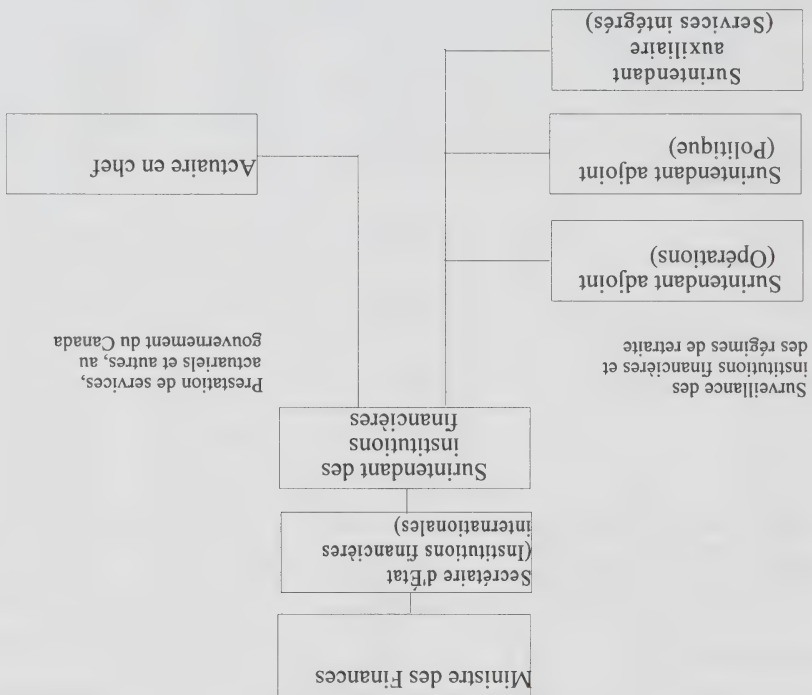 Ministre des Finances
Secrétaire d'État
(Institutions financières
internationales)
Surintendant des
institutions
financières
Surveillance des
institutions financières et
des régimes de retraite
Prestation de services,
actuariels et autres, au
gouvernement du Canada
Surintendant adjoint
(Opérations)
Surintendant adjoint
(Politique)
Surintendant
auxiliaire
(Services intégrés)
Actuaire en chef